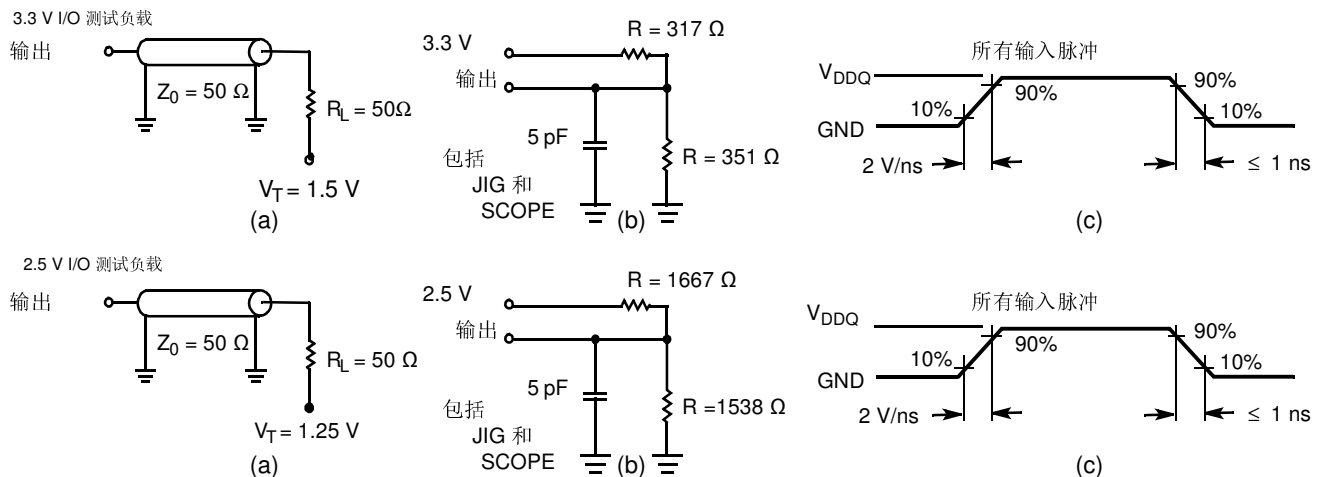 3.3 V I/O 测试负载
输出
Z0 = 50 Ω
RL = 50Ω
VT = 1.5 V
(a)
R = 317 Ω
3.3 V
输出
5 pF
R = 351 Ω
包括
JIG 和
SCOPE
(b)
所有输入脉冲
VDDQ
GND
10%
90%
90%
10%
2 V/ns
≤ 1 ns
(c)
2.5 V I/O 测试负载
输出
Z0 = 50 Ω
RL = 50 Ω
VT = 1.25 V
(a)
R = 1667 Ω
2.5 V
输出
5 pF
R =1538 Ω
包括
JIG 和
SCOPE
(b)
所有输入脉冲
VDDQ
GND
10%
90%
90%
10%
2 V/ns
≤ 1 ns
(c)